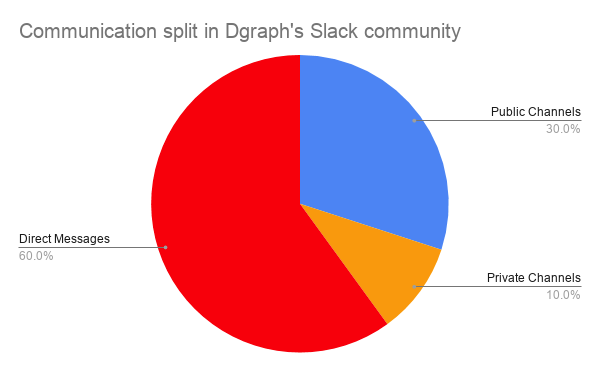 Communication split in Dgraph's Slack community
Public Channels
30.0%
Direct Messages
60.0%
Private Channels
10.0%